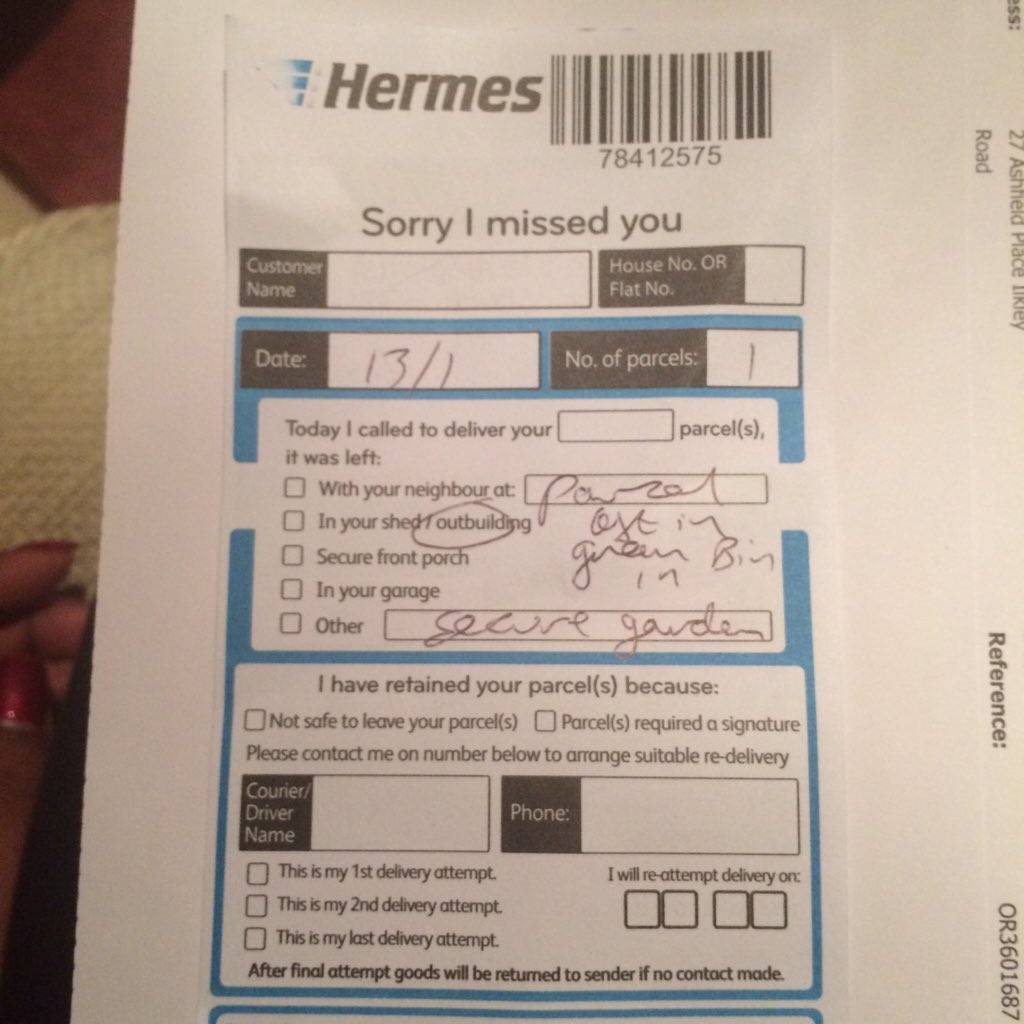 Hermes
78412575
Sorry I missed you
Customer Name
House No. OR Flat No.
Date: 13/1
No. of parcels: 1
Today I called to deliver your parcel(s),
it was left:
With your neighbour at: Parcel
In your shed / outbuilding left in
Secure front porch green Bin
in
In your garage
Other secure garden
I have retained your parcel(s) because:
Not safe to leave your parcel(s) Parcel(s) required a signature
Please contact me on number below to arrange suitable re-delivery
Courier/ Driver Name
Phone:
This is my 1st delivery attempt. I will re-attempt delivery on:
This is my 2nd delivery attempt.
This is my last delivery attempt.
After final attempt goods will be returned to sender if no contact made.
ess:
27 Ashfield Place Ilkley
Road
Reference:
OR3601687